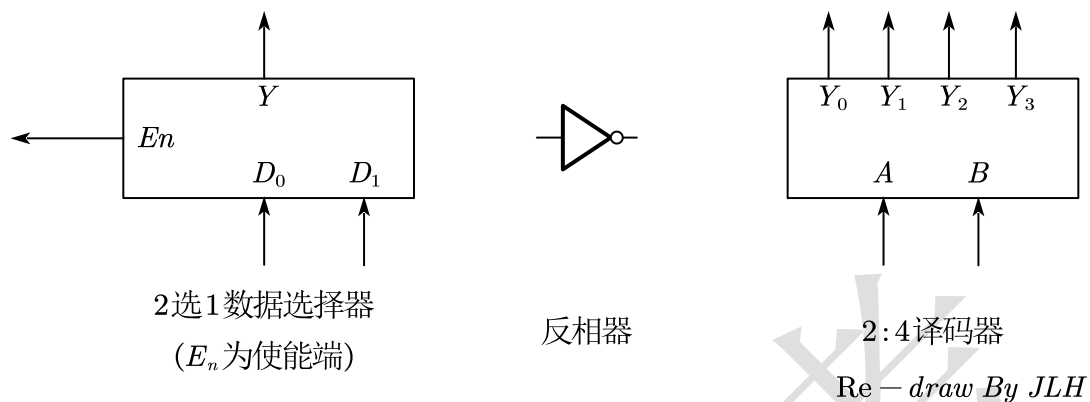 Y
En
D₀ D₁
2选1数据选择器
(Eₙ为使能端)
反相器
Y₀ Y₁ Y₂ Y₃
A B
2:4译码器
Re－draw By JLH